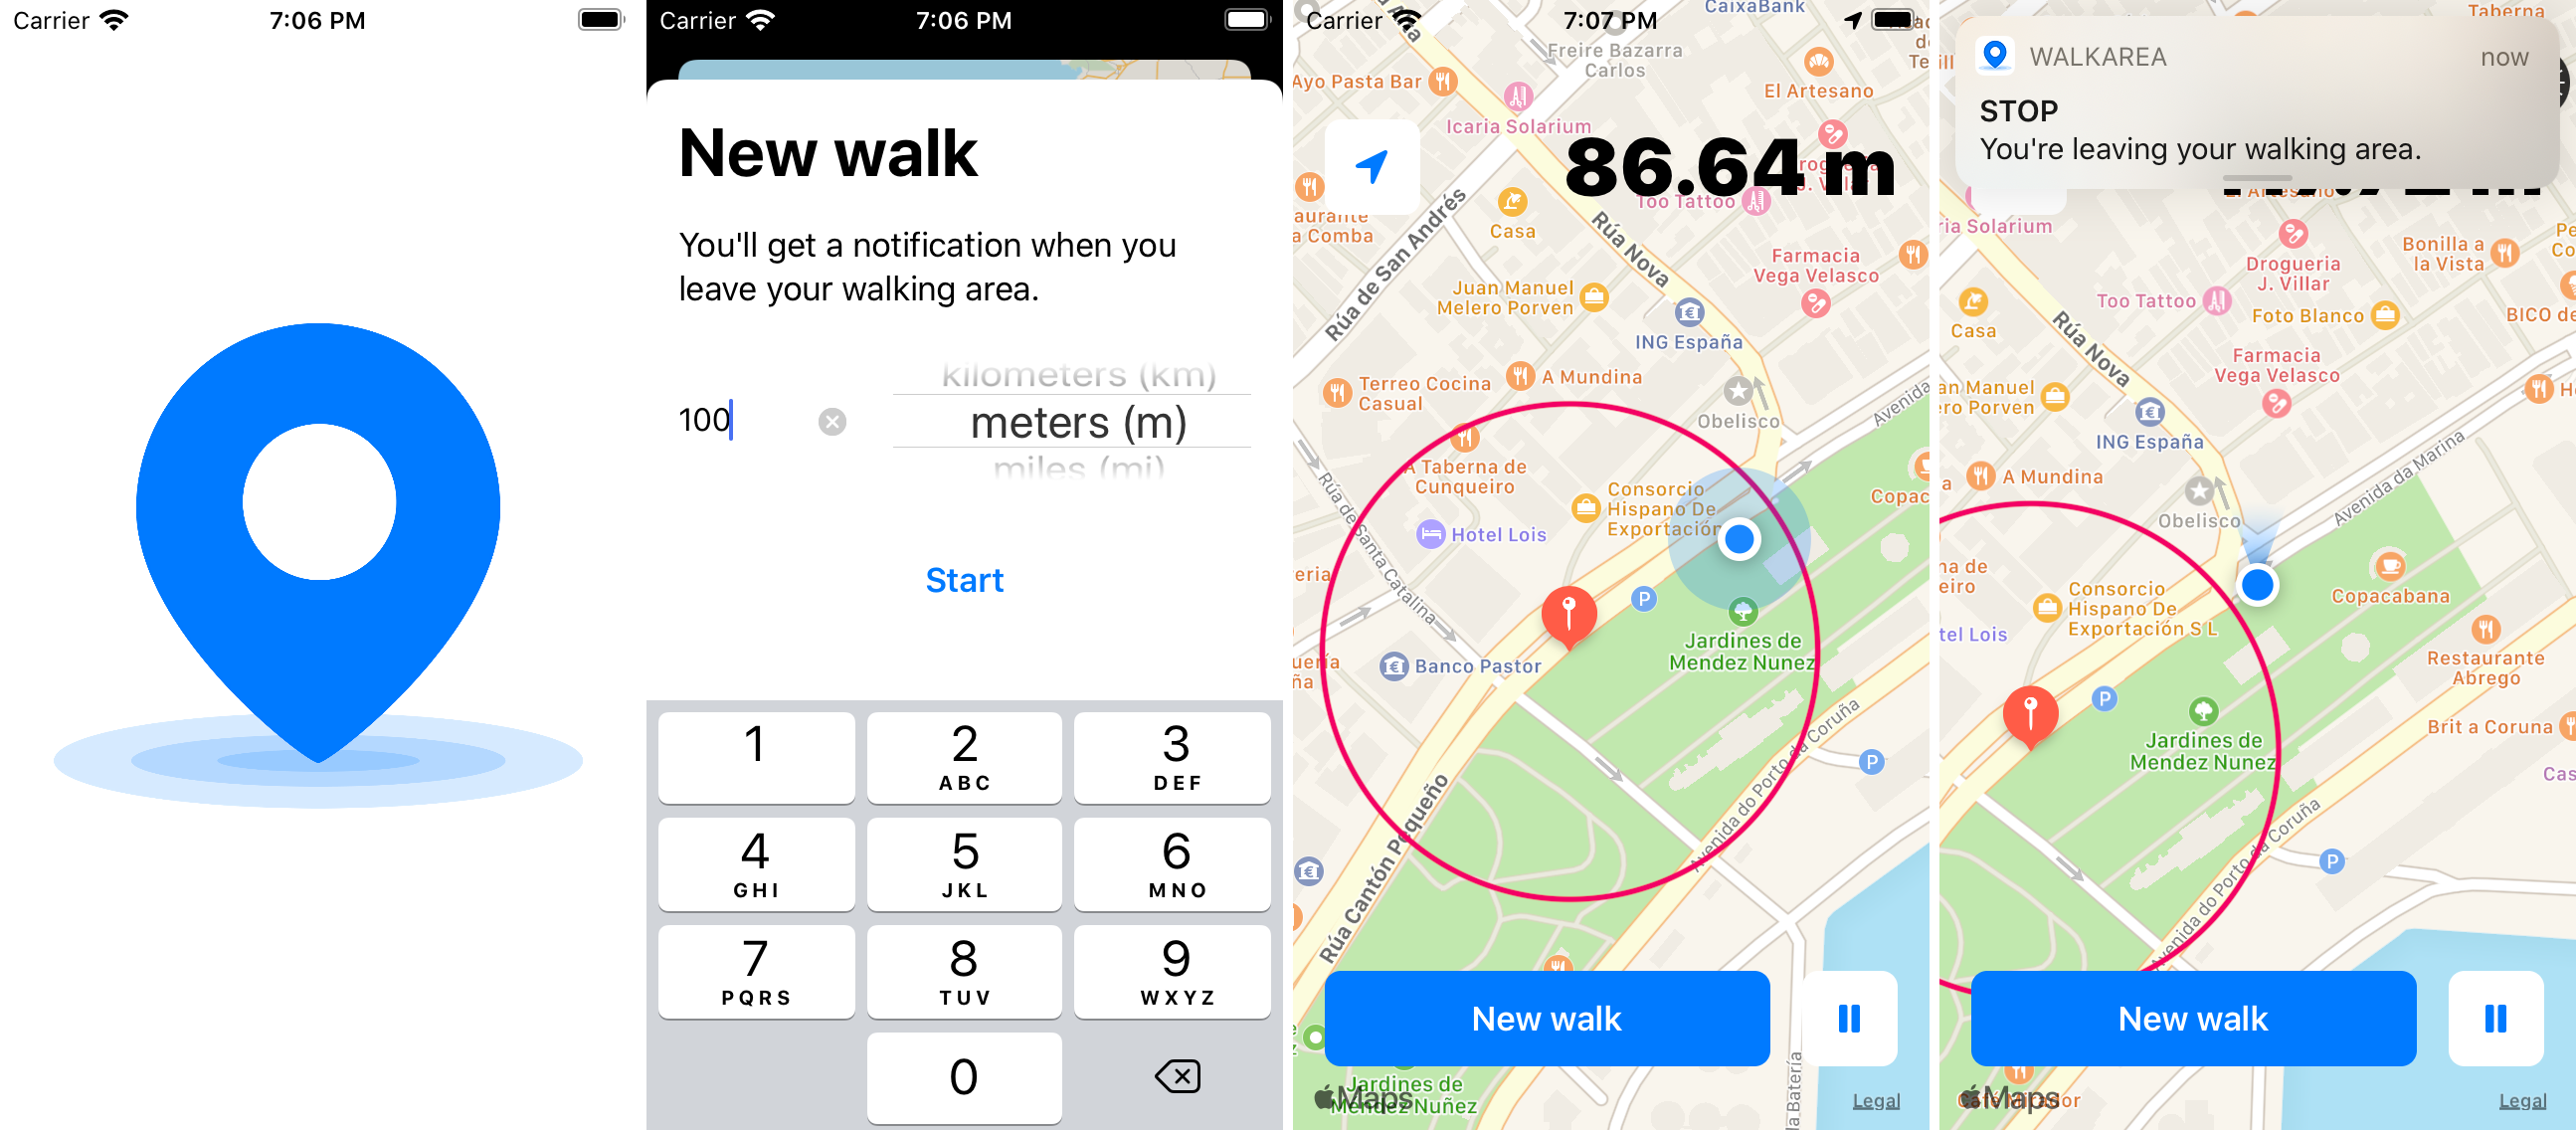 Carrier
7:06 PM
Carrier
7:06 PM
New walk
You'll get a notification when you
leave your walking area.
kilometers (km)
100
meters (m)
miles (mi)
Start
1
2
ABC
3
DEF
4
GHI
5
JKL
6
MNO
7
PQRS
8
TUV
9
WXYZ
0
Carrier
7:07 PM
CaixaBank
Freire Bazarra
Carlos
Ayo Pasta Bar
El Artesano
Icaria Solarium
86.64 m
Too Tattoo
Casa
Rúa de San Andrés
Rúa Nova
Farmacia
Vega Velasco
Juan Manuel
Melero Porven
ING España
Terreo Cocina
Casual
A Mundina
Obelisco
Avenida
A Taberna de
Cunqueiro
Consorcio
Hispano De
Exportación
Hotel Lois
Rúa de Santa Catalina
P
Jardines de
Mendez Nunez
Banco Pastor
Avenida do Porto da Coruña
P
Rúa Cantón Pequeño
New walk
Jardines de
Mendez Nuñez
Maps
la Batería
Legal
Taberna
WALKAREA
now
STOP
You're leaving your walking area.
ria Solarium
Drogueria
J. Villar
Bonilla a
la Vista
Too Tattoo
Foto Blanco
BICO de
Casa
Rúa Nova
Farmacia
Vega Velasco
an Manuel
ero Porven
ING España
A Mundina
Obelisco
Avenida da Marina
na de
eiro
Consorcio
Hispano De
Exportación S L
Copacabana
tel Lois
Restaurante
Abrego
P
Jardines de
Mendez Nunez
Brit a Coruna
Avenida do Porto da Coruña
P
New walk
Café Mirador
Maps
Legal